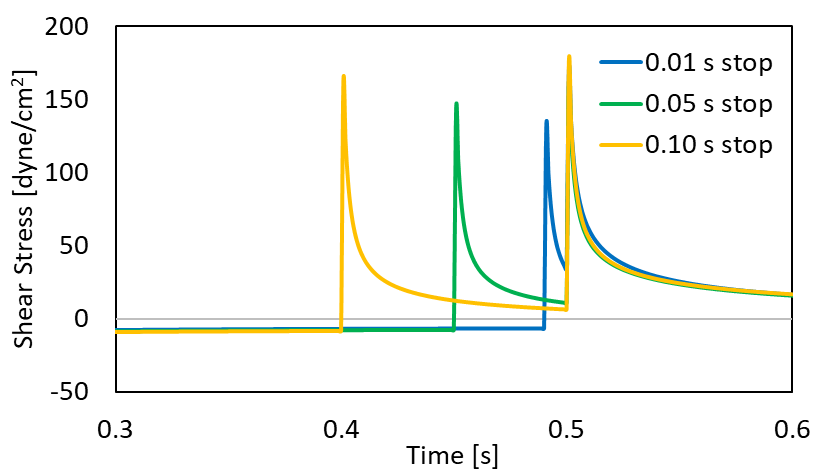 200
150
100
50
0
-50
Shear Stress [dyne/cm²]
0.01 s stop
0.05 s stop
0.10 s stop
0.3
0.4
0.5
0.6
Time [s]